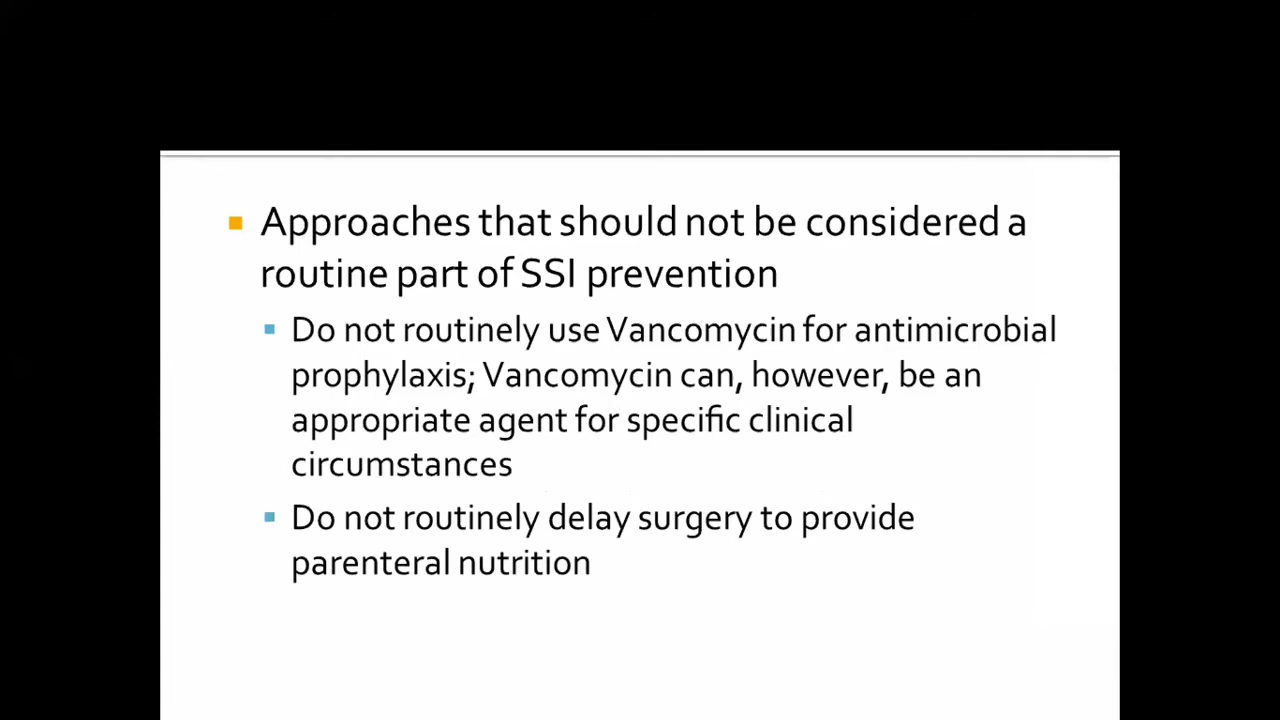 Approaches that should not be considered a
routine part of SSI prevention
Do not routinely use Vancomycin for antimicrobial
prophylaxis; Vancomycin can, however, be an
appropriate agent for specific clinical
circumstances
Do not routinely delay surgery to provide
parenteral nutrition